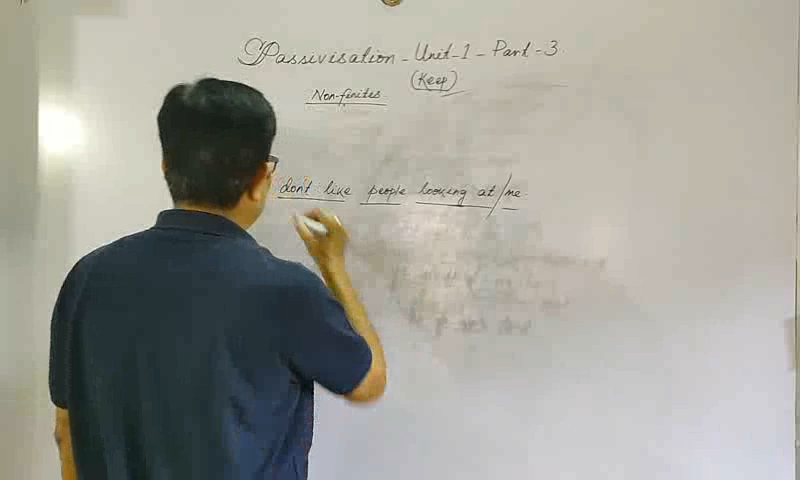 Passivisation - Unit-1 - Part-3
(Keep)
Non-finites
don't like people looking at/me